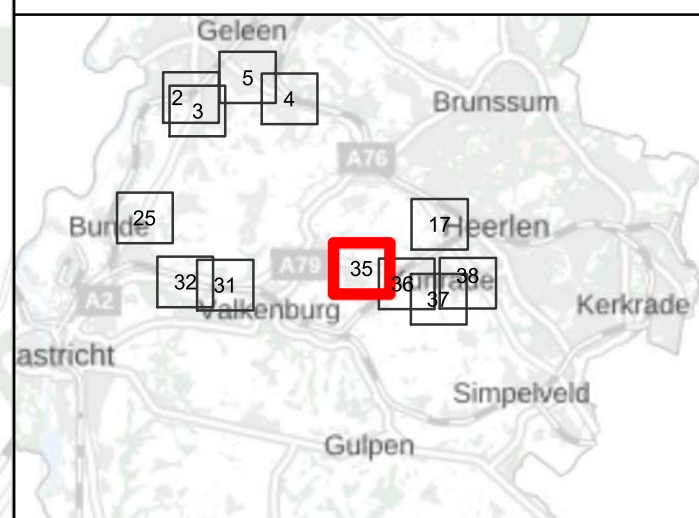 Geleen
5
2
4
3
Brunssum
A76
25
Bunde
17
Heerlen
A79
35
32
31
36
38
37
A2
Valkenburg
Kerkrade
astricht
Simpelveld
Gulpen